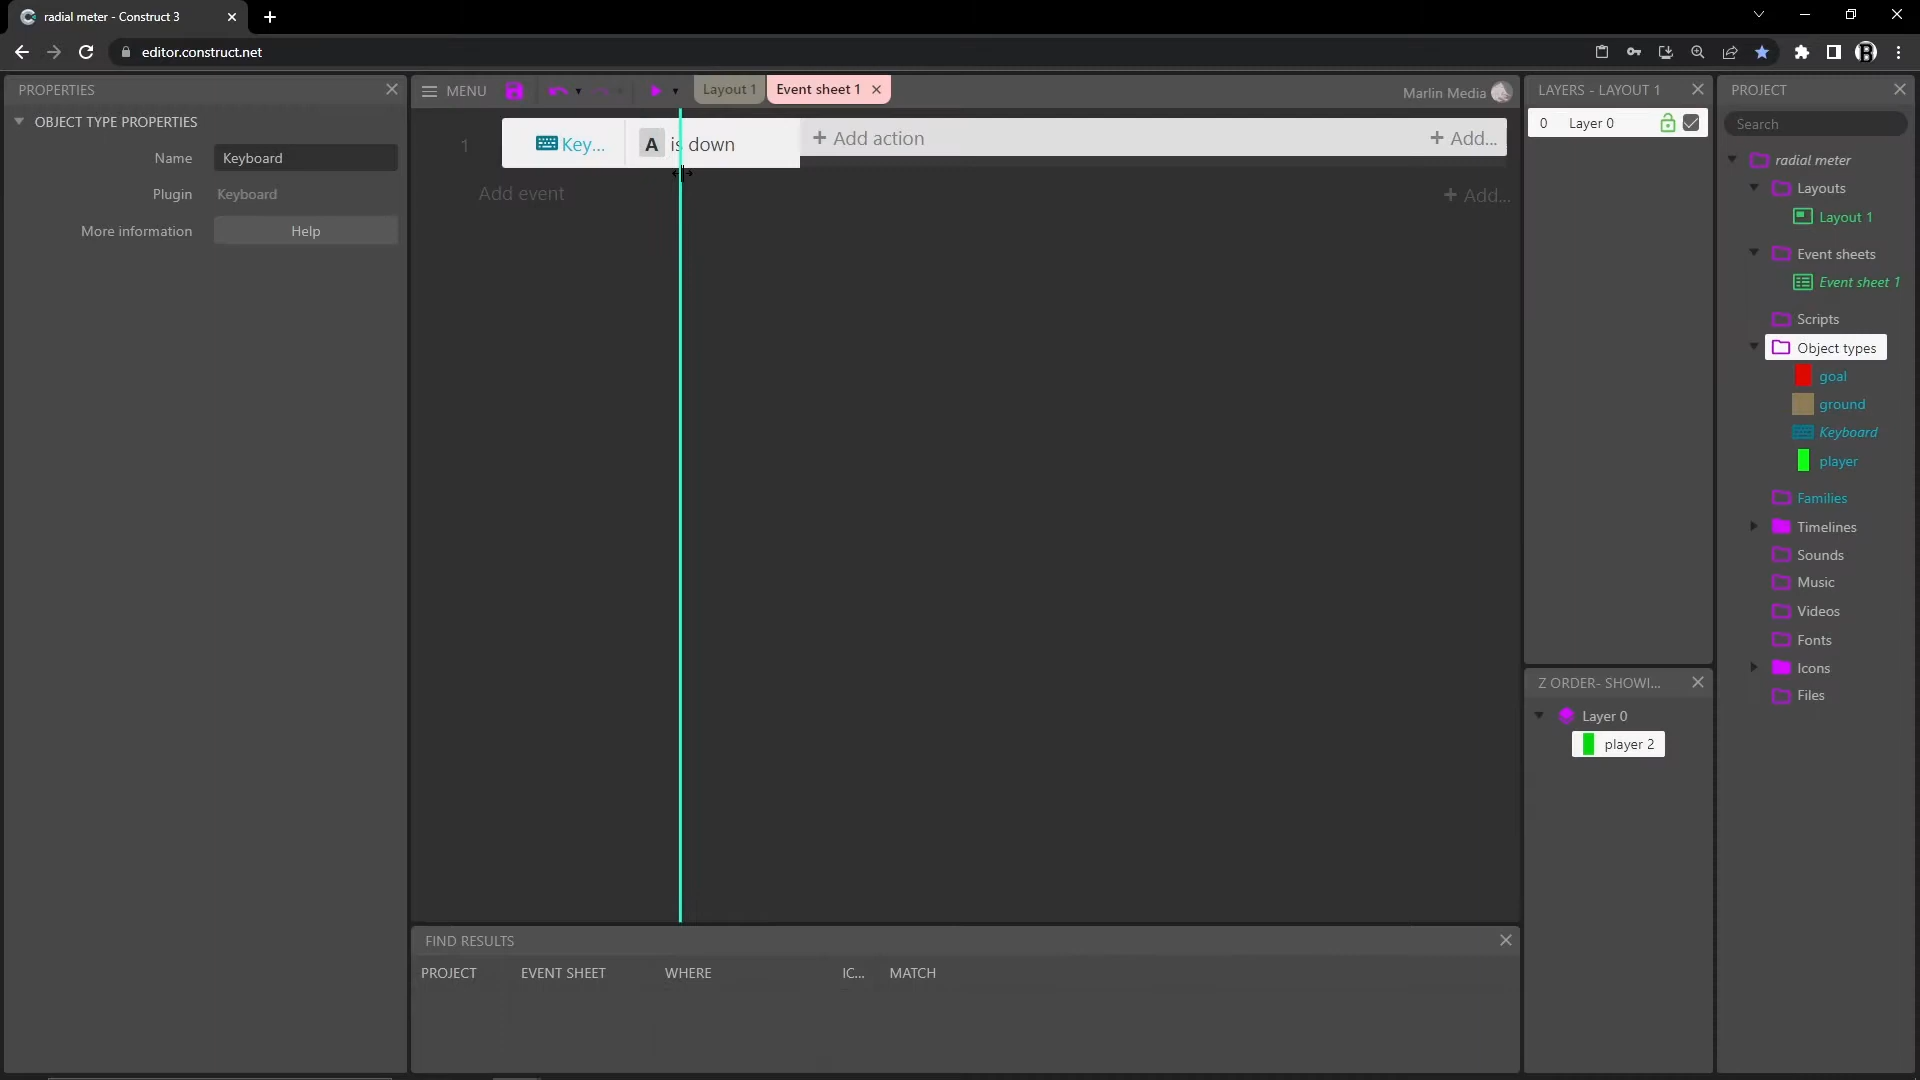 radial meter - Construct 3
editor.construct.net
PROPERTIES
OBJECT TYPE PROPERTIES
Name Keyboard
Plugin Keyboard
More information Help
MENU
Layout 1
Event sheet 1
Marlin Media
1 Key... A is down + Add action + Add...
Add event + Add...
FIND RESULTS
PROJECT EVENT SHEET WHERE IC... MATCH
LAYERS - LAYOUT 1
0 Layer 0
Z ORDER- SHOWI...
Layer 0
player 2
PROJECT
Search
radial meter
Layouts
Layout 1
Event sheets
Event sheet 1
Scripts
Object types
goal
ground
Keyboard
player
Families
Timelines
Sounds
Music
Videos
Fonts
Icons
Files